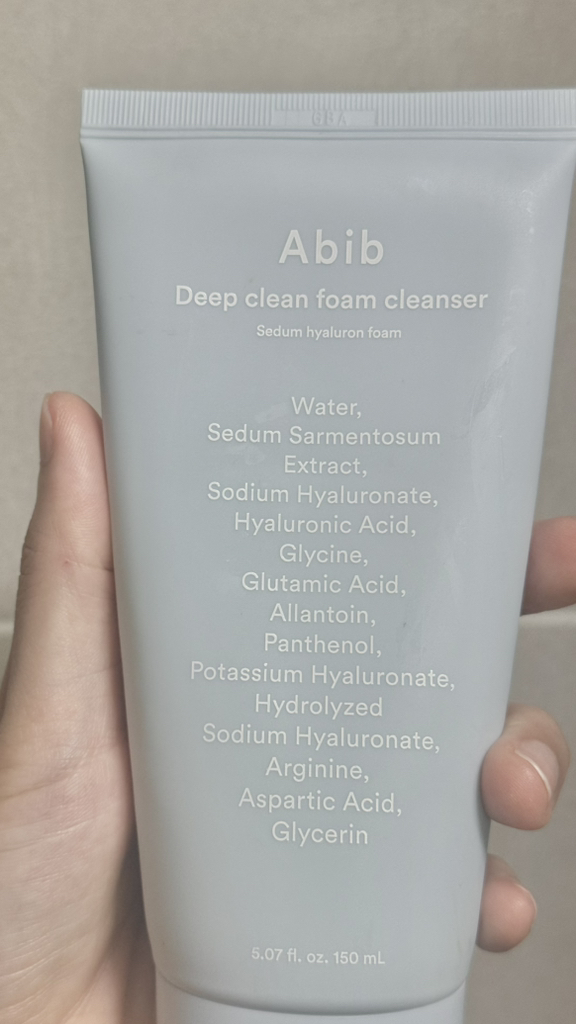 Abib
Deep clean foam cleanser
Sedum hyaluron foam
Water,
Sedum Sarmentosum
Extract,
Sodium Hyaluronate,
Hyaluronic Acid,
Glycine,
Glutamic Acid,
Allantoin,
Panthenol,
Potassium Hyaluronate,
Hydrolyzed
Sodium Hyaluronate,
Arginine,
Aspartic Acid,
Glycerin
5.07 fl. oz. 150 mL